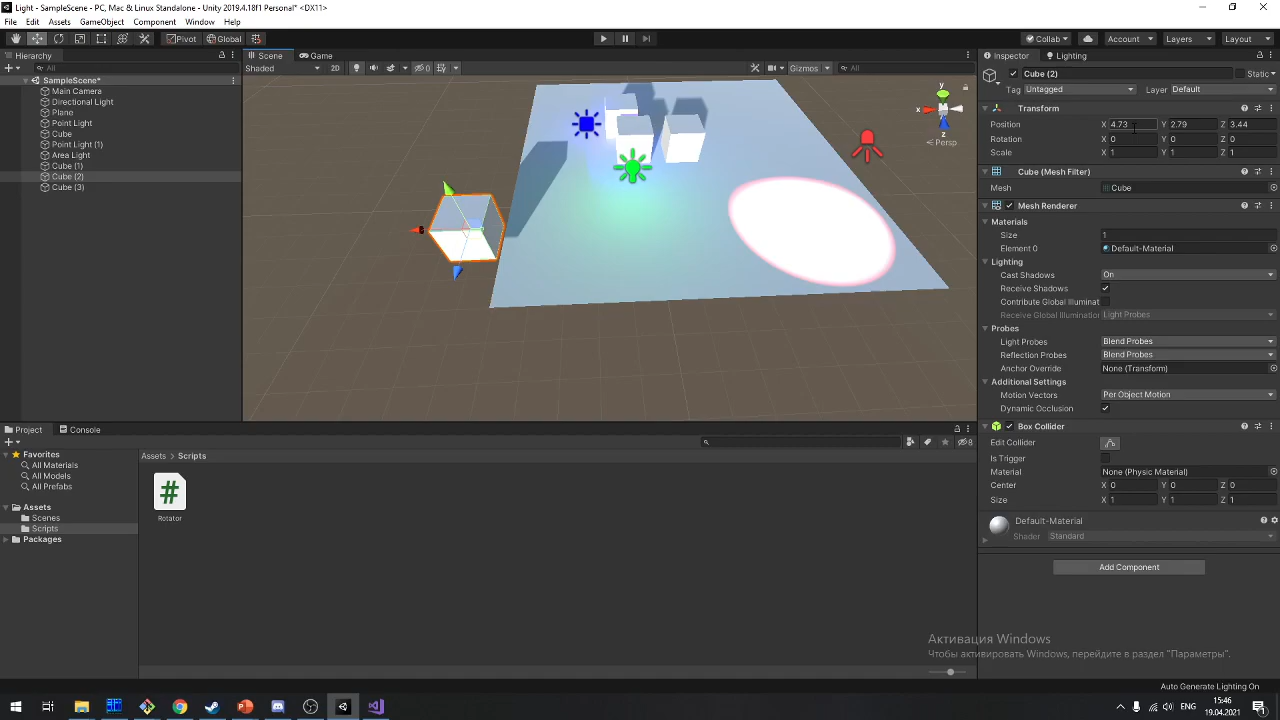 Light - SampleScene - PC, Mac & Linux Standalone - Unity 2019.4.18f1 Personal* <DX11>
File Edit Assets GameObject Component Window Help
Pivot Global Collab Account Layers Layout
Hierarchy
All
SampleScene*
Main Camera
Directional Light
Plane
Point Light
Cube
Point Light (1)
Area Light
Cube (1)
Cube (2)
Cube (3)
Scene Game
Shaded 2D 0 Gizmos All
y
x
z
Persp
Inspector Lighting
Cube (2) Static
Tag Untagged Layer Default
Transform
Position X 4.73 Y 2.79 Z 3.44
Rotation X 0 Y 0 Z 0
Scale X 1 Y 1 Z 1
Cube (Mesh Filter)
Mesh Cube
Mesh Renderer
Materials
Size 1
Element 0 Default-Material
Lighting
Cast Shadows On
Receive Shadows
Contribute Global Illuminat
Receive Global Illumination Light Probes
Probes
Light Probes Blend Probes
Reflection Probes Blend Probes
Anchor Override None (Transform)
Additional Settings
Motion Vectors Per Object Motion
Dynamic Occlusion
Box Collider
Edit Collider
Is Trigger
Material None (Physic Material)
Center X 0 Y 0 Z 0
Size X 1 Y 1 Z 1
Default-Material
Shader Standard
Add Component
Project Console
8
Favorites
All Materials
All Models
All Prefabs
Assets
Scenes
Scripts
Packages
Assets Scripts
#
Rotator
Активация Windows
Чтобы активировать Windows, перейдите в раздел "Параметры".
Auto Generate Lighting On
ENG
15:46
19.04.2021